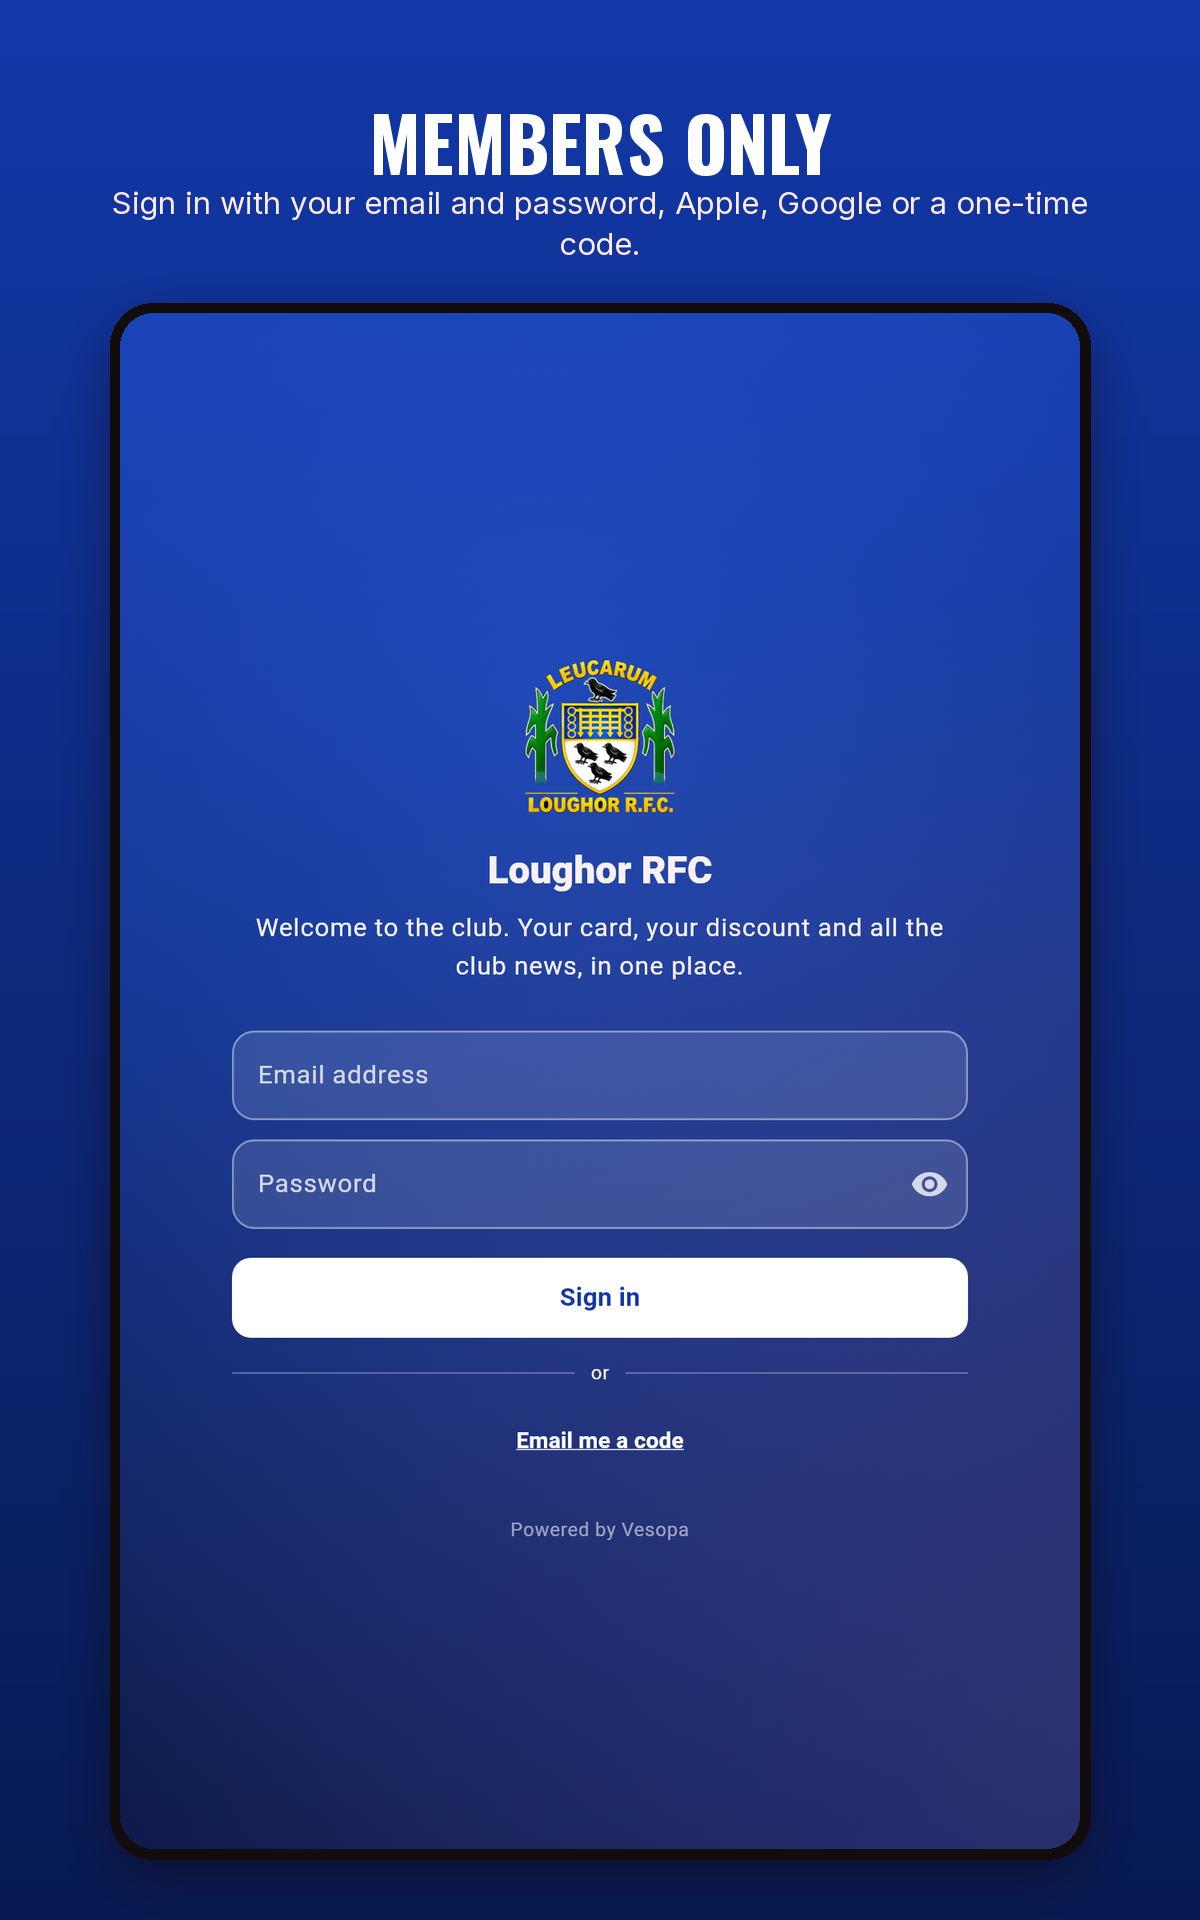 MEMBERS ONLY
Sign in with your email and password, Apple, Google or a one-time
code.
LEUCARUM
LOUGHOR R.F.C.
Loughor RFC
Welcome to the club. Your card, your discount and all the
club news, in one place.
Email address
Password
Sign in
or
Email me a code
Powered by Vesopa